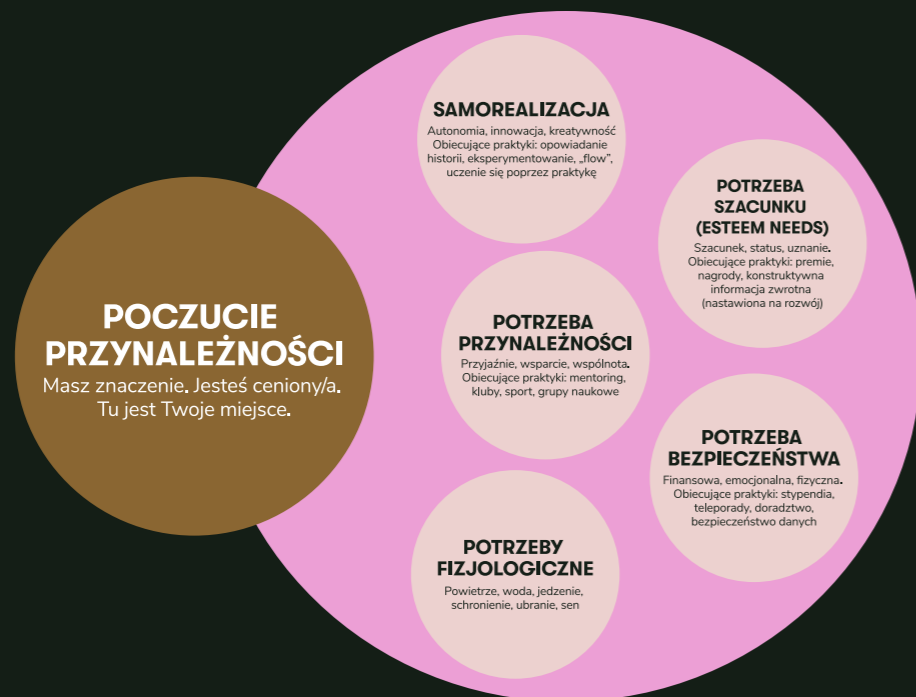 POCZUCIE
PRZYNALEŻNOŚCI
Masz znaczenie. Jesteś ceniony/a.
Tu jest Twoje miejsce.
SAMOREALIZACJA
Autonomia, innowacja, kreatywność
Obiecujące praktyki: opowiadanie
historii, eksperymentowanie, „flow”,
uczenie się poprzez praktykę
POTRZEBA
SZACUNKU
(ESTEEM NEEDS)
Szacunek, status, uznanie.
Obiecujące praktyki: premie,
nagrody, konstruktywna
informacja zwrotna
(nastawiona na rozwój)
POTRZEBA
PRZYNALEŻNOŚCI
Przyjaźnie, wsparcie, wspólnota.
Obiecujące praktyki: mentoring,
kluby, sport, grupy naukowe
POTRZEBA
BEZPIECZEŃSTWA
Finansowa, emocjonalna, fizyczna.
Obiecujące praktyki: stypendia,
teleporady, doradztwo,
bezpieczeństwo danych
POTRZEBY
FIZJOLOGICZNE
Powietrze, woda, jedzenie,
schronienie, ubranie, sen